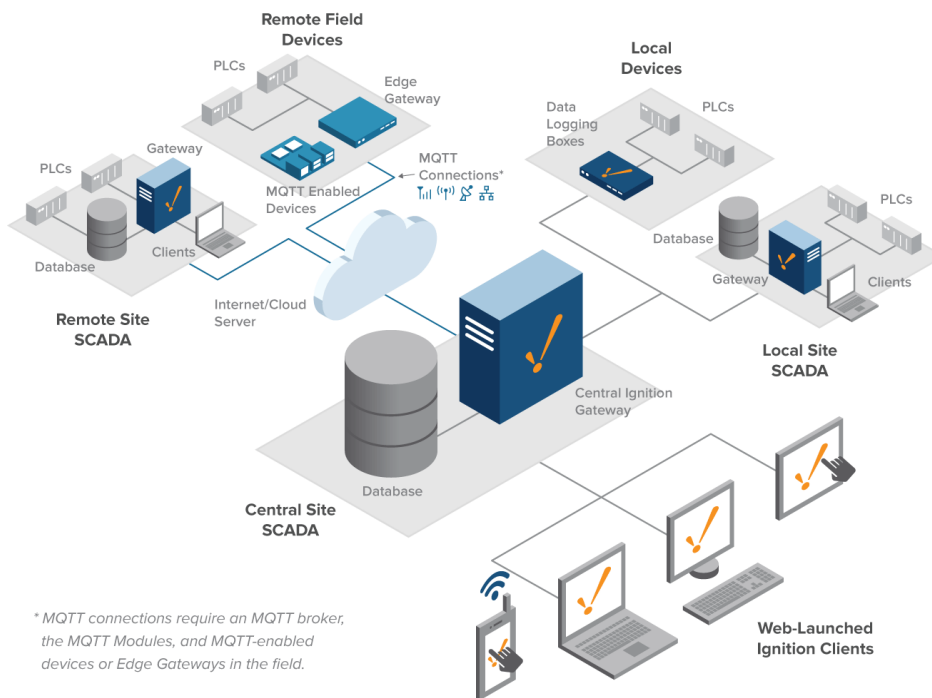 Remote Field
Devices
PLCs
Edge
Gateway
MQTT Enabled
Devices
MQTT
Connections*
Local
Devices
Data
Logging
Boxes
PLCs
PLCs
Gateway
Database
Clients
Remote Site
SCADA
Internet/Cloud
Server
Database
PLCs
Gateway
Clients
Local Site
SCADA
Central Ignition
Gateway
Database
Central Site
SCADA
Web-Launched
Ignition Clients
* MQTT connections require an MQTT broker,
the MQTT Modules, and MQTT-enabled
devices or Edge Gateways in the field.